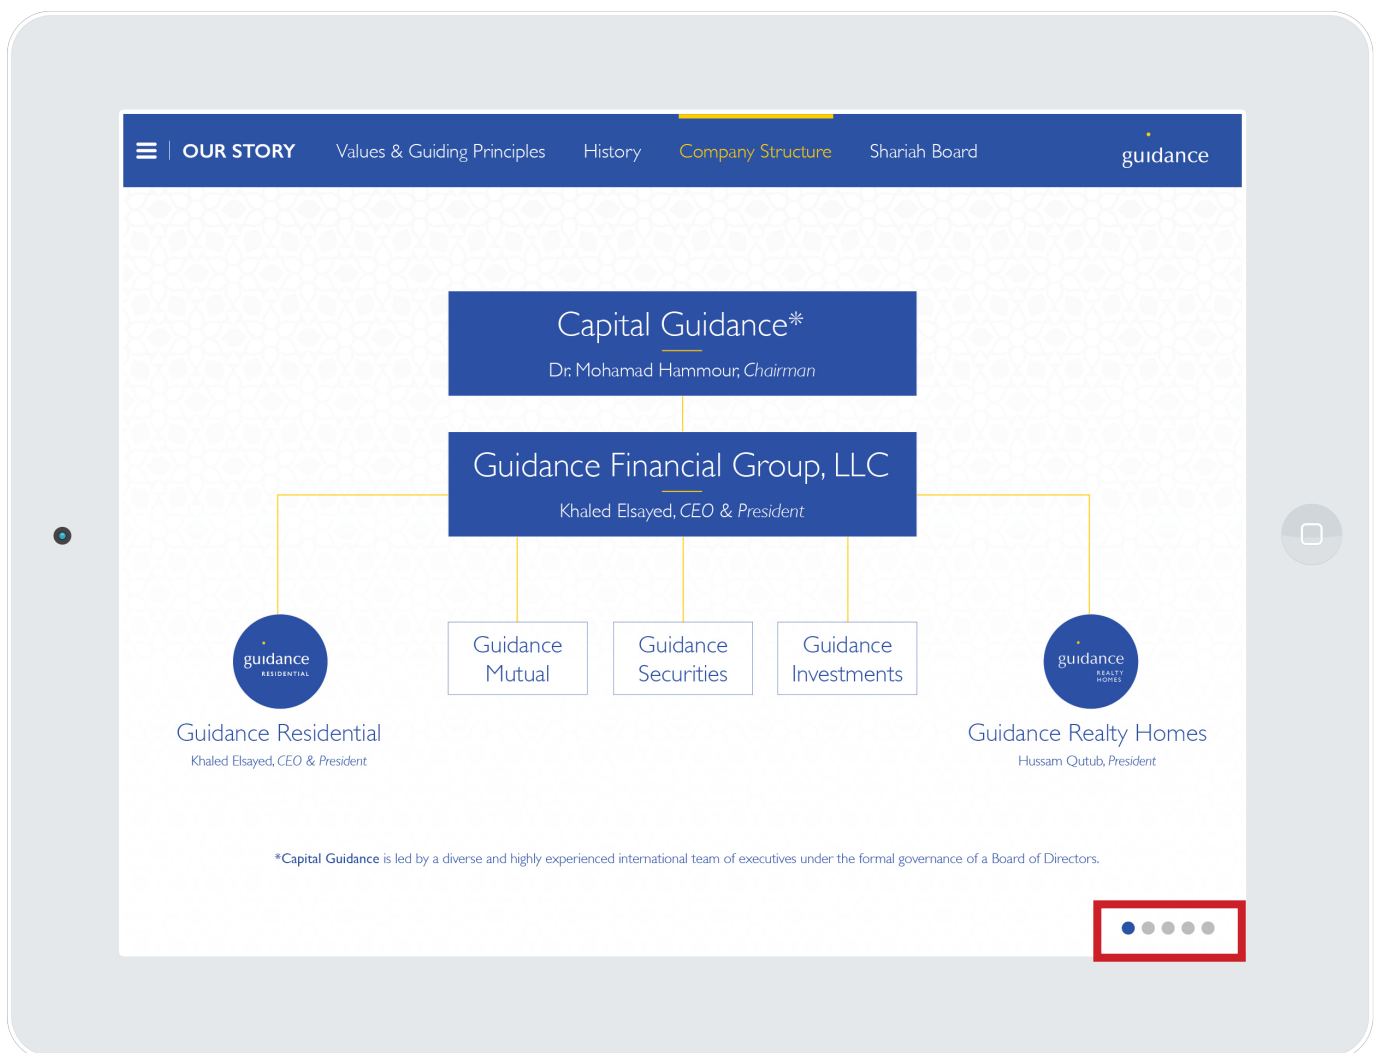 OUR STORY Values & Guiding Principles History Company Structure Shariah Board guidance
Capital Guidance*
Dr. Mohamad Hammour, Chairman
Guidance Financial Group, LLC
Khaled Elsayed, CEO & President
guidance
RESIDENTIAL
Guidance Residential
Khaled Elsayed, CEO & President
Guidance
Mutual
Guidance
Securities
Guidance
Investments
guidance
REALTY
HOMES
Guidance Realty Homes
Hussam Qutub, President
*Capital Guidance is led by a diverse and highly experienced international team of executives under the formal governance of a Board of Directors.